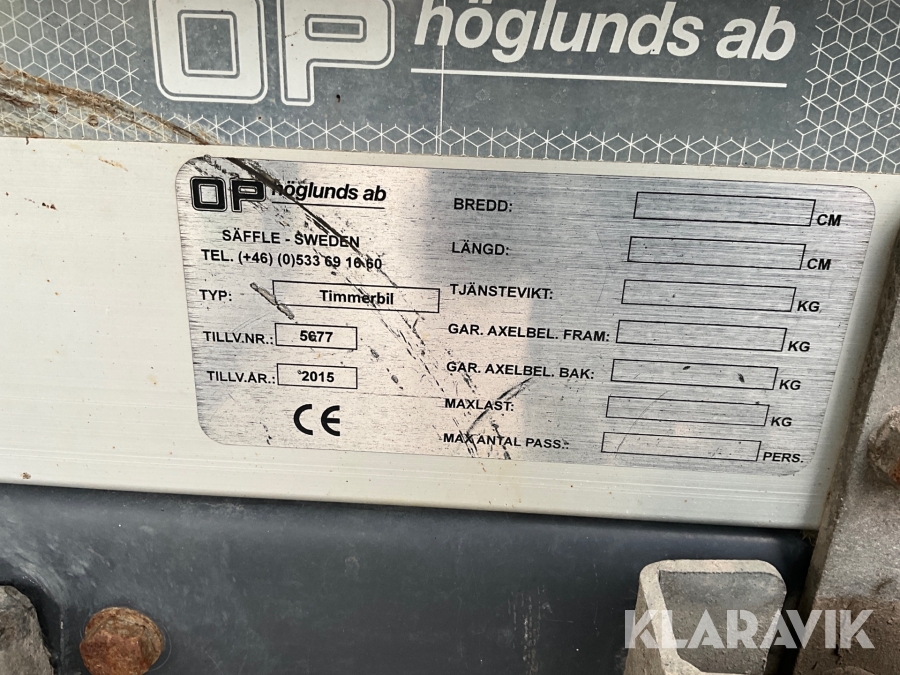 OP höglunds ab
OP höglunds ab
SÄFFLE - SWEDEN
TEL. (+46) (0)533 69 16 60
TYP: Timmerbil
TILLV.NR.: 5677
TILLV.ÅR.: 2015
CE
BREDD: CM
LÄNGD: CM
TJÄNSTEVIKT: KG
GAR. AXELBEL. FRAM: KG
GAR. AXELBEL. BAK: KG
MAXLAST: KG
MAX ANTAL PASS.: PERS.
KLARAVIK